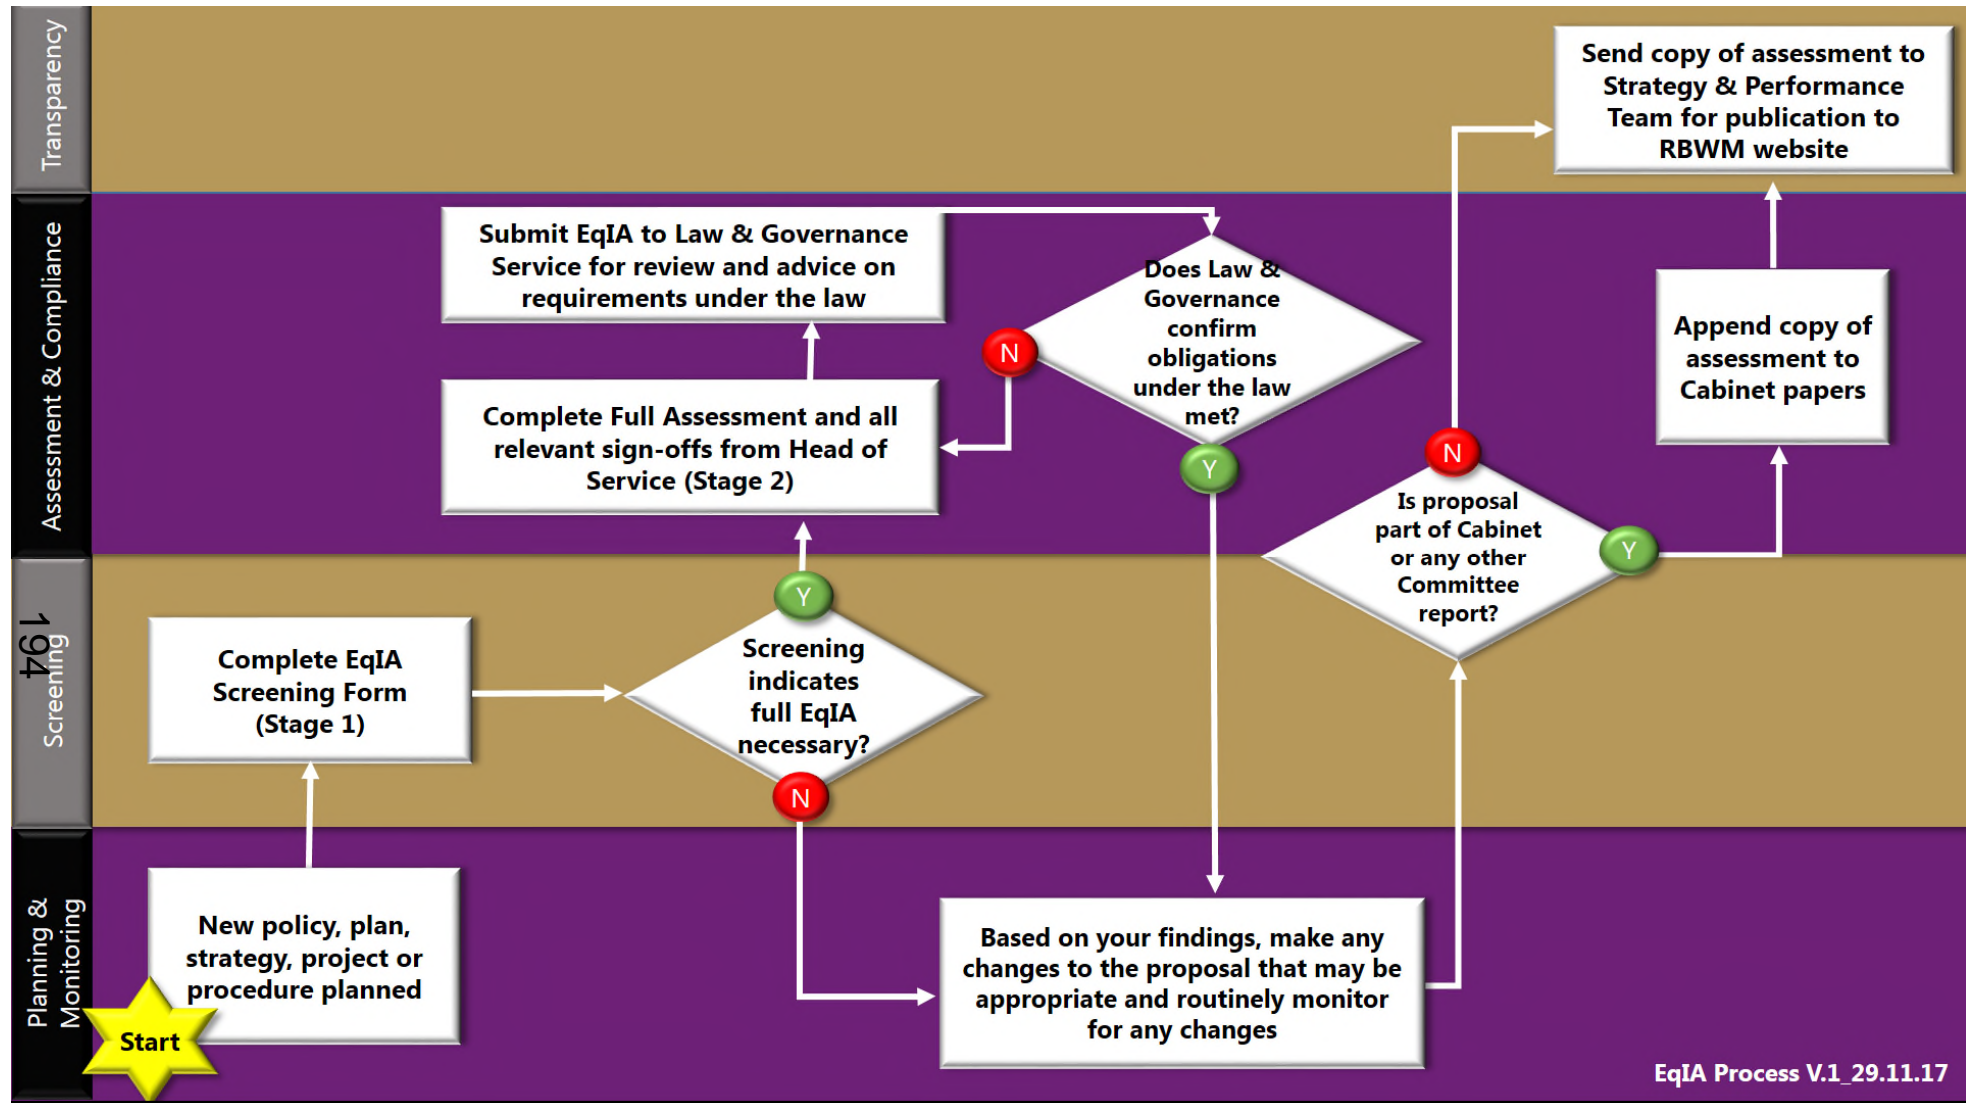 Transparency
Send copy of assessment to
Strategy & Performance
Team for publication to
RBWM website
Assessment & Compliance
Submit EqIA to Law & Governance
Service for review and advice on
requirements under the law
Does Law &
Governance
confirm
obligations
under the law
met?
N
Y
Complete Full Assessment and all
relevant sign-offs from Head of
Service (Stage 2)
Append copy of
assessment to
Cabinet papers
N
Is proposal
part of Cabinet
or any other
Committee
report?
Y
Screening
194
Complete EqIA
Screening Form
(Stage 1)
Y
Screening
indicates
full EqIA
necessary?
N
Planning &
Monitoring
New policy, plan,
strategy, project or
procedure planned
Start
Based on your findings, make any
changes to the proposal that may be
appropriate and routinely monitor
for any changes
EqIA Process V.1_29.11.17